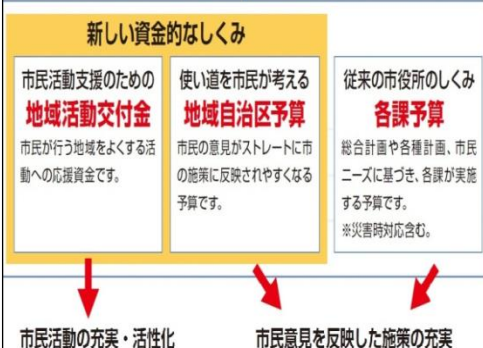 新しい資金的なしくみ
市民活動支援のための
地域活動交付金
市民が行う地域をよくする活
動への応援資金です。
使い道を市民が考える
地域自治区予算
市民の意見がストレートに市
の施策に反映されやすくなる
予算です。
従来の市役所のしくみ
各課予算
総合計画や各種計画、市民
ニーズに基づき、各課が実施
する予算です。
※災害時対応含む。
市民活動の充実・活性化
市民意見を反映した施策の充実